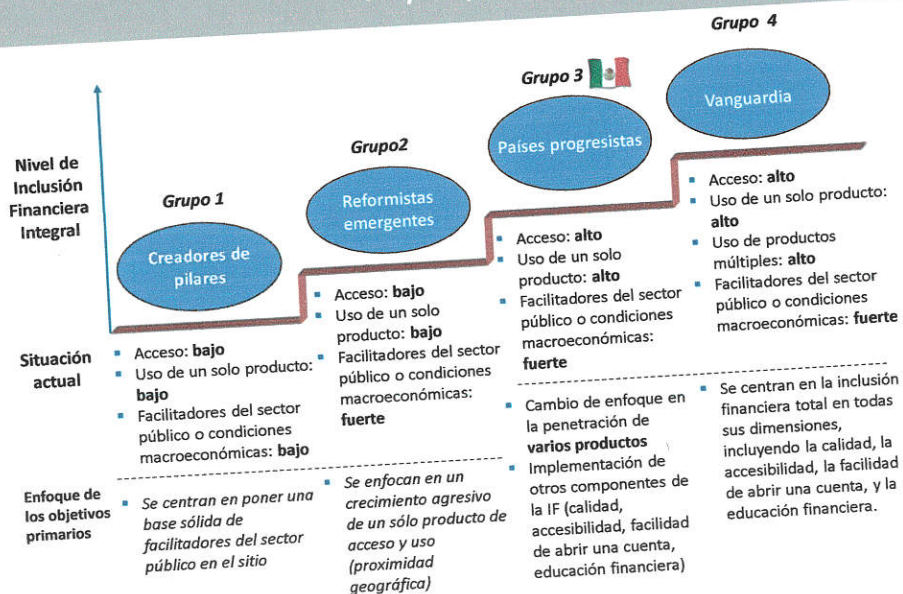 Grupo 4
Grupo 3
Vanguardia
Países progresistas
Grupo2
Reformistas
emergentes
Grupo 1
Creadores de
pilares
Nivel de
Inclusión
Financiera
Integral
Situación
actual
Acceso: bajo
Uso de un solo producto:
bajo
Facilitadores del sector
público o condiciones
macroeconómicas: bajo
Acceso: bajo
Uso de un solo
producto: bajo
Facilitadores del sector
público o condiciones
macroeconómicas:
fuerte
Acceso: alto
Uso de un solo
producto: alto
Facilitadores del sector
público o condiciones
macroeconómicas:
fuerte
Acceso: alto
Uso de un solo producto:
alto
Uso de productos
múltiples: alto
Facilitadores del sector
público o condiciones
macroeconómicas: fuerte
Enfoque de
los objetivos
primarios
Se centran en poner una
base sólida de
facilitadores del sector
público en el sitio
Se enfocan en un
crecimiento agresivo
de un sólo producto de
acceso y uso
(proximidad
geográfica)
Cambio de enfoque en
la penetración de
varios productos
Implementación de
otros componentes de
la IF (calidad,
accesibilidad, facilidad
de abrir una cuenta,
educación financiera)
Se centran en la inclusión
financiera total en todas
sus dimensiones,
incluyendo la calidad, la
accesibilidad, la facilidad
de abrir una cuenta, y la
educación financiera.